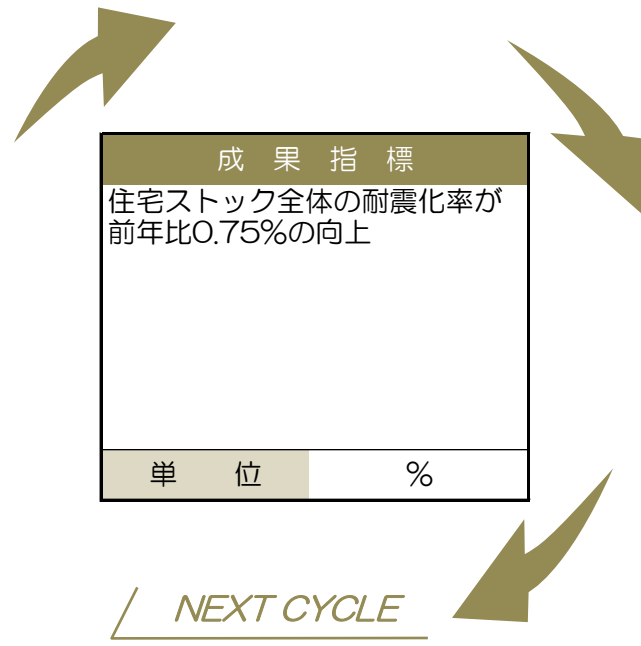 成果指標
住宅ストック全体の耐震化率が
前年比0.75%の向上
単位 %
NEXT CYCLE